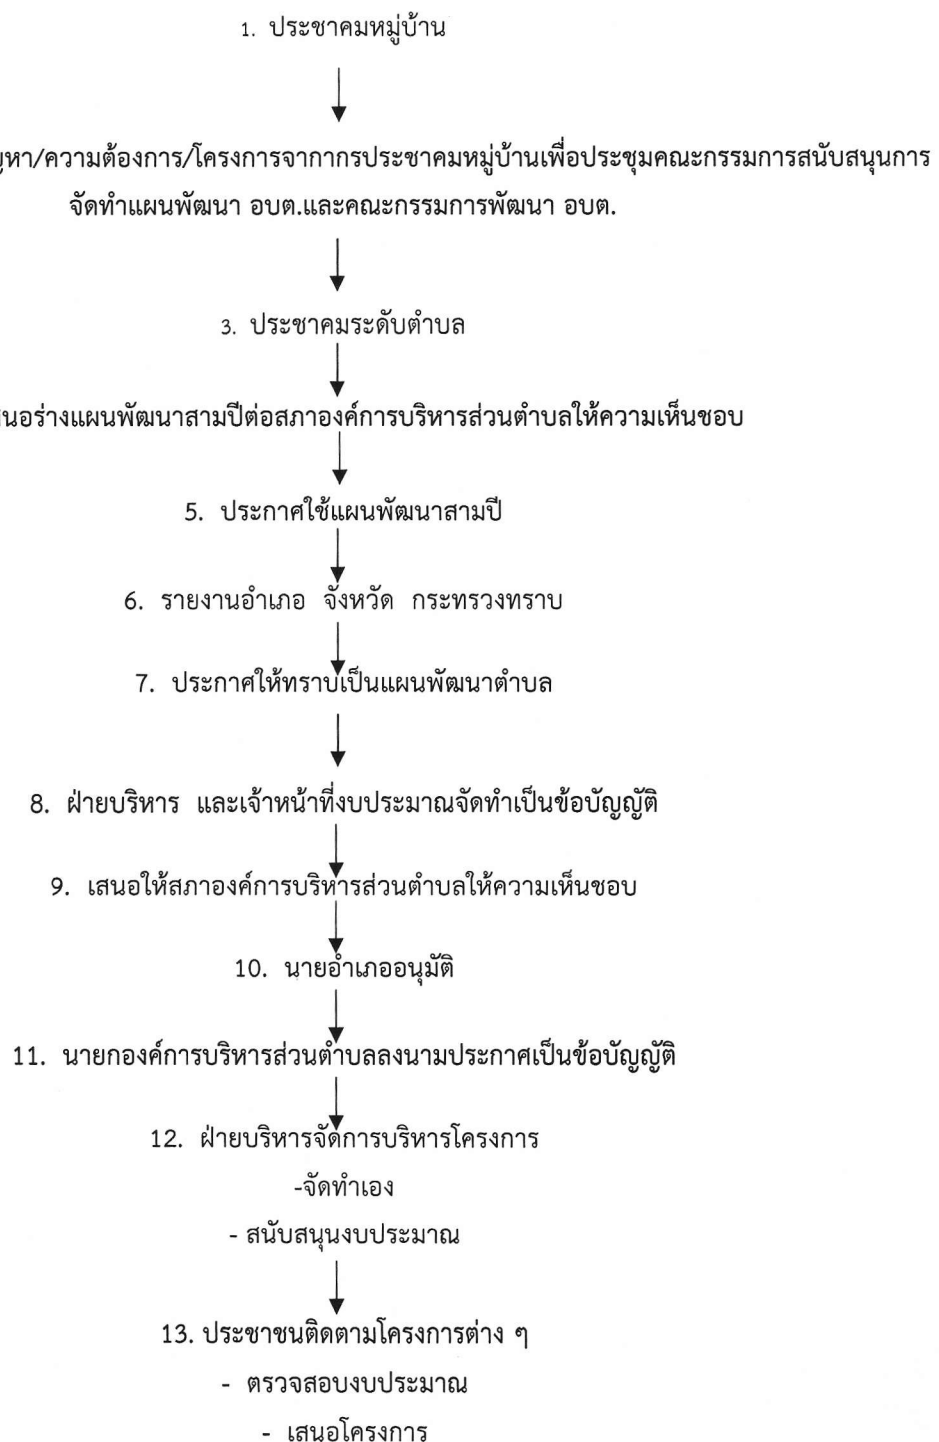 1. ประชาคมหมู่บ้าน
/ความต้องการ/โครงการจากากรประชาคมหมู่บ้านเพื่อประชุมคณะกรรมการสนับสนุนการ
จัดทำแผนพัฒนา อบต.และคณะกรรมการพัฒนา อบต.
3. ประชาคมระดับตำบล
ร่างแผนพัฒนาสามปีต่อสภาองค์การบริหารส่วนตำบลให้ความเห็นชอบ
5. ประกาศใช้แผนพัฒนาสามปี
6. รายงานอำเภอ จังหวัด กระทรวงทราบ
7. ประกาศให้ทราบเป็นแผนพัฒนาตำบล
8. ฝ่ายบริหาร และเจ้าหน้าที่งบประมาณจัดทำเป็นข้อบัญญัติ
9. เสนอให้สภาองค์การบริหารส่วนตำบลให้ความเห็นชอบ
10. นายอำเภออนุมัติ
11. นายกองค์การบริหารส่วนตำบลลงนามประกาศเป็นข้อบัญญัติ
12. ฝ่ายบริหารจัดการบริหารโครงการ
-จัดทำเอง
- สนับสนุนงบประมาณ
13. ประชาชนติดตามโครงการต่าง ๆ
- ตรวจสอบงบประมาณ
- เสนอโครงการ